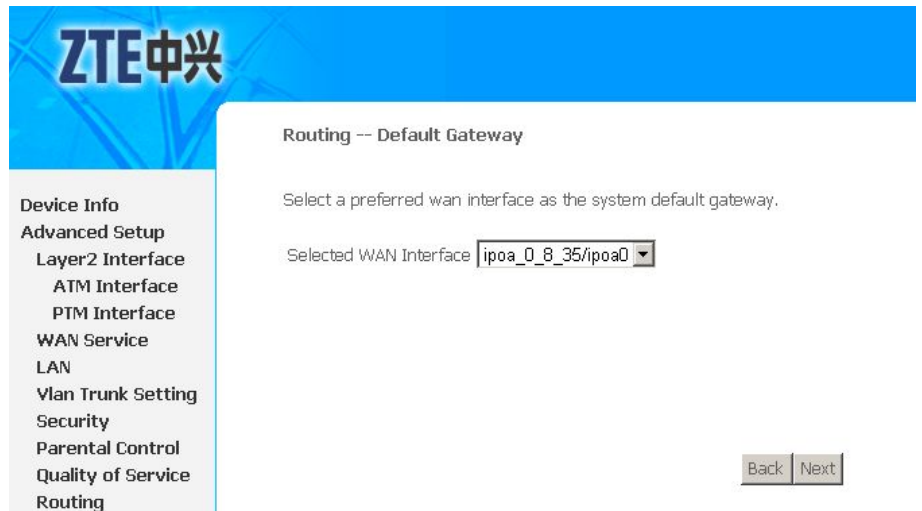 ZTE中兴
Routing -- Default Gateway
Select a preferred wan interface as the system default gateway.
Selected WAN Interface ipoa_0_8_35/ipoa0
Back Next
Device Info
Advanced Setup
Layer2 Interface
ATM Interface
PTM Interface
WAN Service
LAN
Vlan Trunk Setting
Security
Parental Control
Quality of Service
Routing